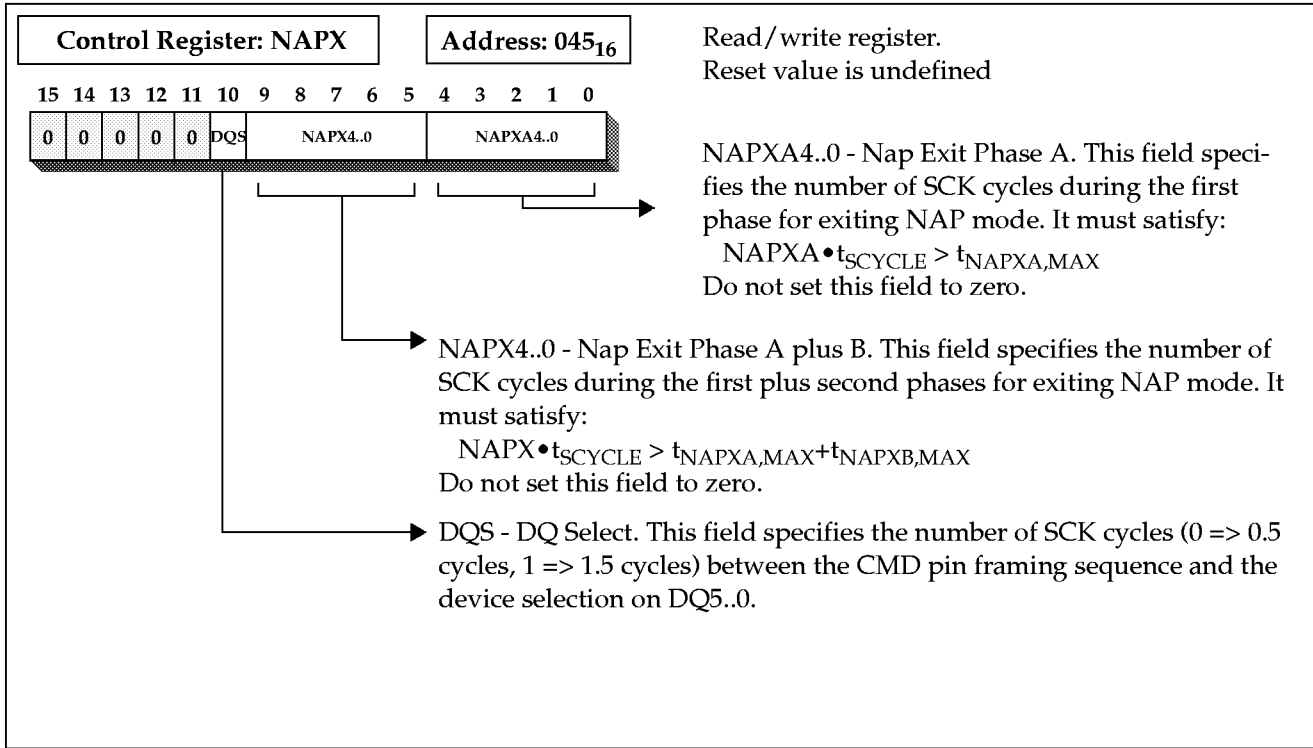 Control Register: NAPX
Address: 045₁₆
Read/write register.
Reset value is undefined
15 14 13 12 11 10 9 8 7 6 5 4 3 2 1 0
0 0 0 0 0 DQS NAPX4..0 NAPXA4..0
NAPXA4..0 - Nap Exit Phase A. This field speci-
fies the number of SCK cycles during the first
phase for exiting NAP mode. It must satisfy:
NAPXA•tSCYCLE > tNAPXA,MAX
Do not set this field to zero.
NAPX4..0 - Nap Exit Phase A plus B. This field specifies the number of
SCK cycles during the first plus second phases for exiting NAP mode. It
must satisfy:
NAPX•tSCYCLE > tNAPXA,MAX+tNAPXB,MAX
Do not set this field to zero.
DQS - DQ Select. This field specifies the number of SCK cycles (0 => 0.5
cycles, 1 => 1.5 cycles) between the CMD pin framing sequence and the
device selection on DQ5..0.